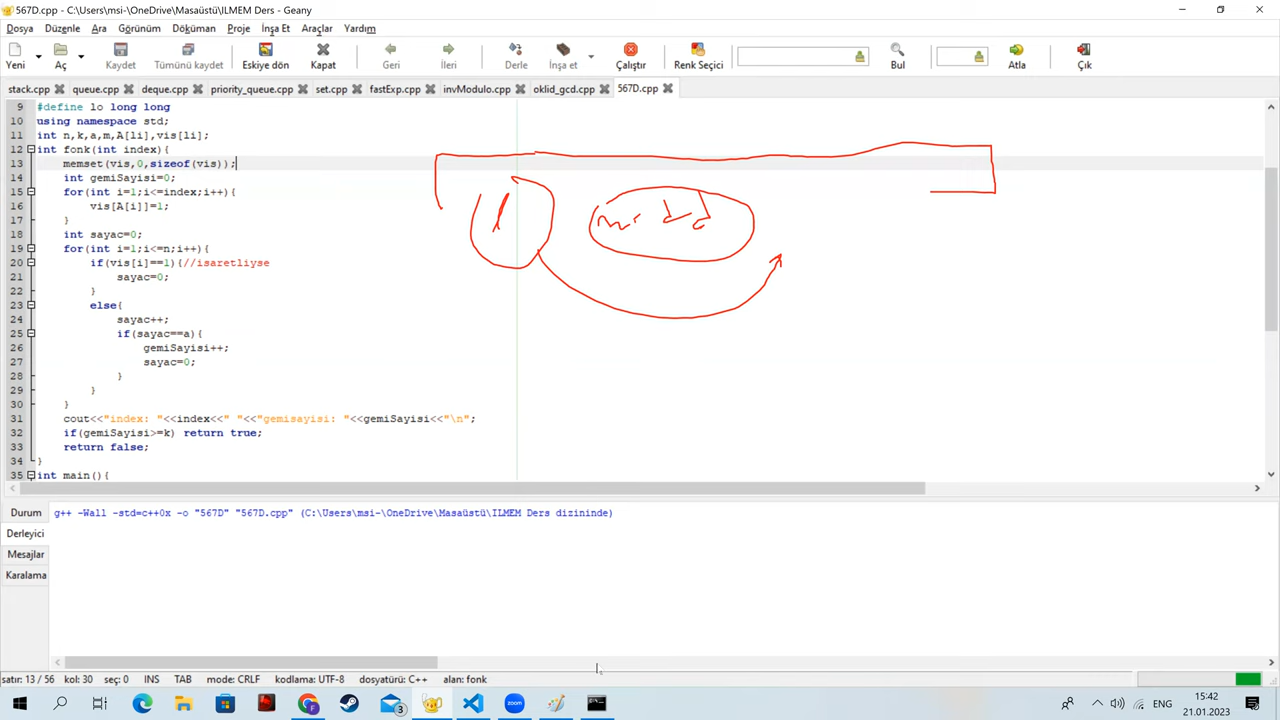 567D.cpp - C:\Users\msi-\OneDrive\Masaüstü\ILMEM Ders - Geany
Dosya Düzenle Ara Görünüm Döküman Proje İnşa Et Araçlar Yardım
Yeni Aç Kaydet Tümünü kaydet Eskiye dön Kapat Geri İleri Derle İnşa et Çalıştır Renk Seçici Bul Atla Çık
stack.cpp queue.cpp deque.cpp priority_queue.cpp set.cpp fastExp.cpp invModulo.cpp oklid_gcd.cpp 567D.cpp
9 #define lo long long
10 using namespace std;
11 int n,k,a,m,A[li],vis[li];
12 int fonk(int index){
13 memset(vis,0,sizeof(vis));
14 int gemiSayisi=0;
15 for(int i=1;i<=index;i++){
16 vis[A[i]]=1;
17 }
18 int sayac=0;
19 for(int i=1;i<=n;i++){
20 if(vis[i]==1){//isaretliyse
21 sayac=0;
22 }
23 else{
24 sayac++;
25 if(sayac==a){
26 gemiSayisi++;
27 sayac=0;
28 }
29 }
30 }
31 cout<<"index: "<<index<<" "<<"gemisayisi: "<<gemiSayisi<<"\n";
32 if(gemiSayisi>=k) return true;
33 return false;
34 }
35 int main(){
l midd
Durum
Derleyici
Mesajlar
Karalama
g++ -Wall -std=c++0x -o "567D" "567D.cpp" (C:\Users\msi-\OneDrive\Masaüstü\ILMEM Ders dizininde)
satır: 13 / 56 kol: 30 seç: 0 INS TAB mode: CRLF kodlama: UTF-8 dosyatürü: C++ alan: fonk
3 F ENG 15:42
21.01.2023